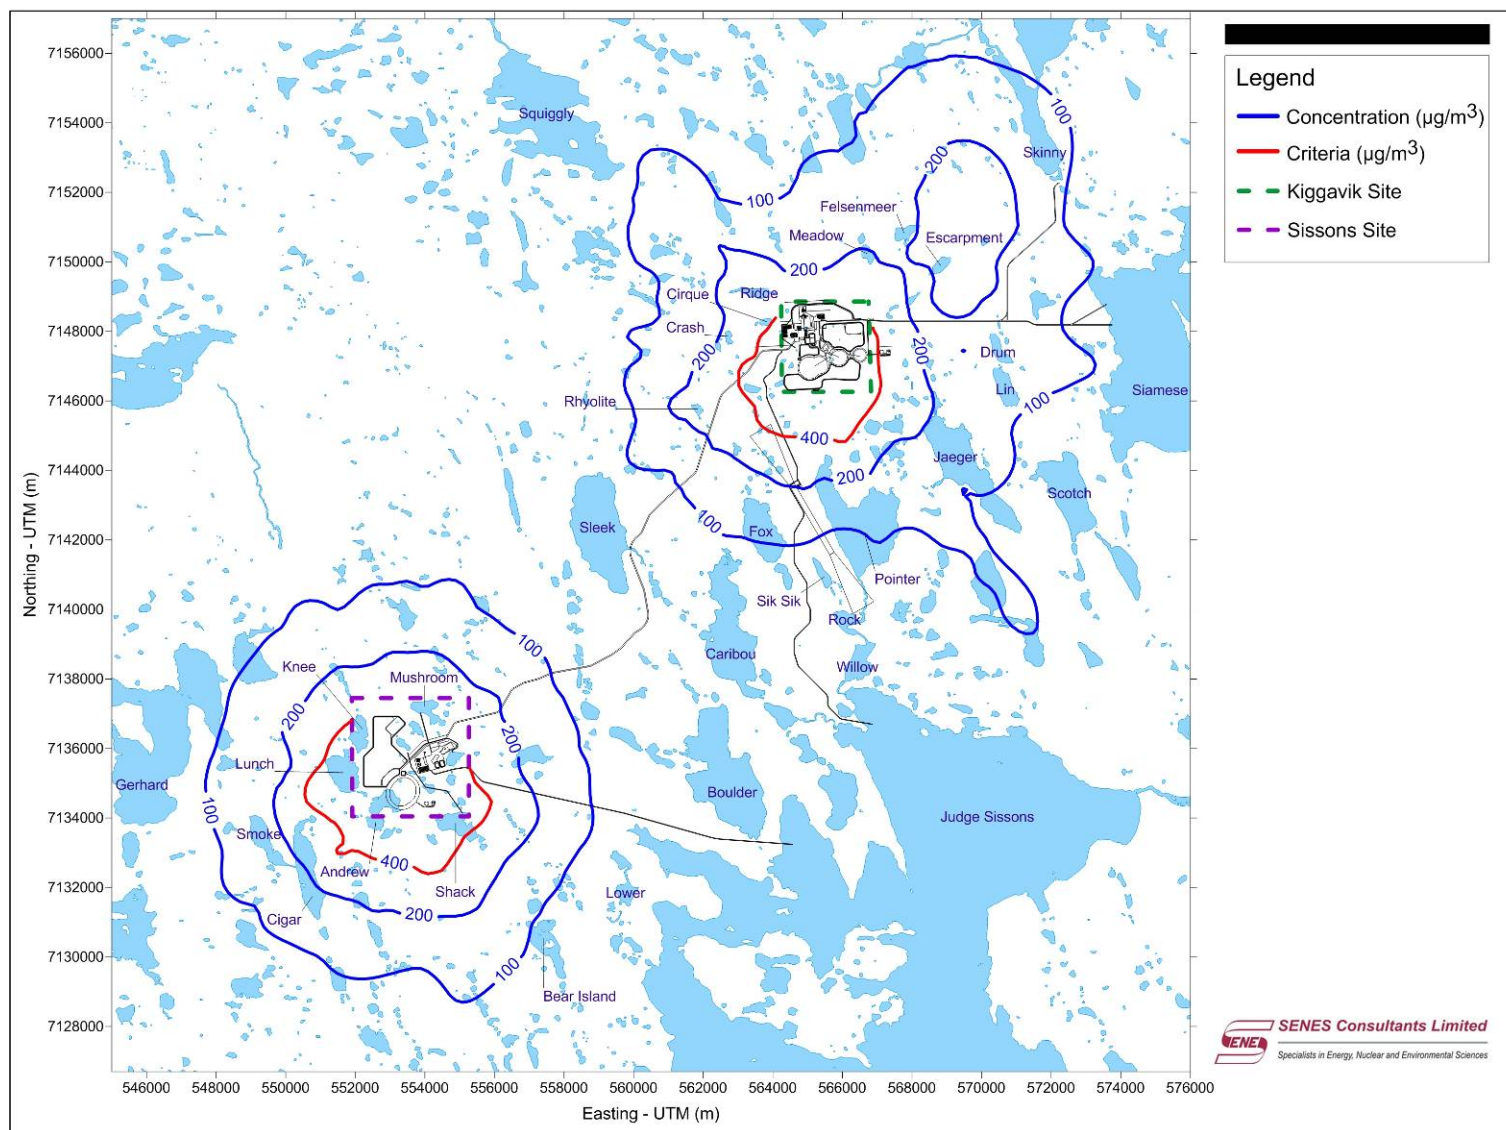 Legend
Concentration (µg/m³)
Criteria (µg/m³)
Kiggavik Site
Sissons Site
Northing - UTM (m)
7156000
7154000
7152000
7150000
7148000
7146000
7144000
7142000
7140000
7138000
7136000
7134000
7132000
7130000
7128000
Squiggly
100
Skinny
200
100
Felsenmeer
Meadow
Escarpment
200
Cirque
Ridge
Crash
200
200
Drum
Lin
Siamese
Rhyolite
100
400
Jaeger
200
Scotch
100
Sleek
Fox
Pointer
Sik Sik
Rock
100
Caribou
Willow
Knee
Mushroom
200
200
Lunch
Gerhard
100
Boulder
Judge Sissons
Smoke
400
Andrew
Shack
Lower
Cigar
200
100
Bear Island
546000 548000 550000 552000 554000 556000 558000 560000 562000 564000 566000 568000 570000 572000 574000 576000
Easting - UTM (m)
SENES
SENES Consultants Limited
Specialists in Energy, Nuclear and Environmental Sciences